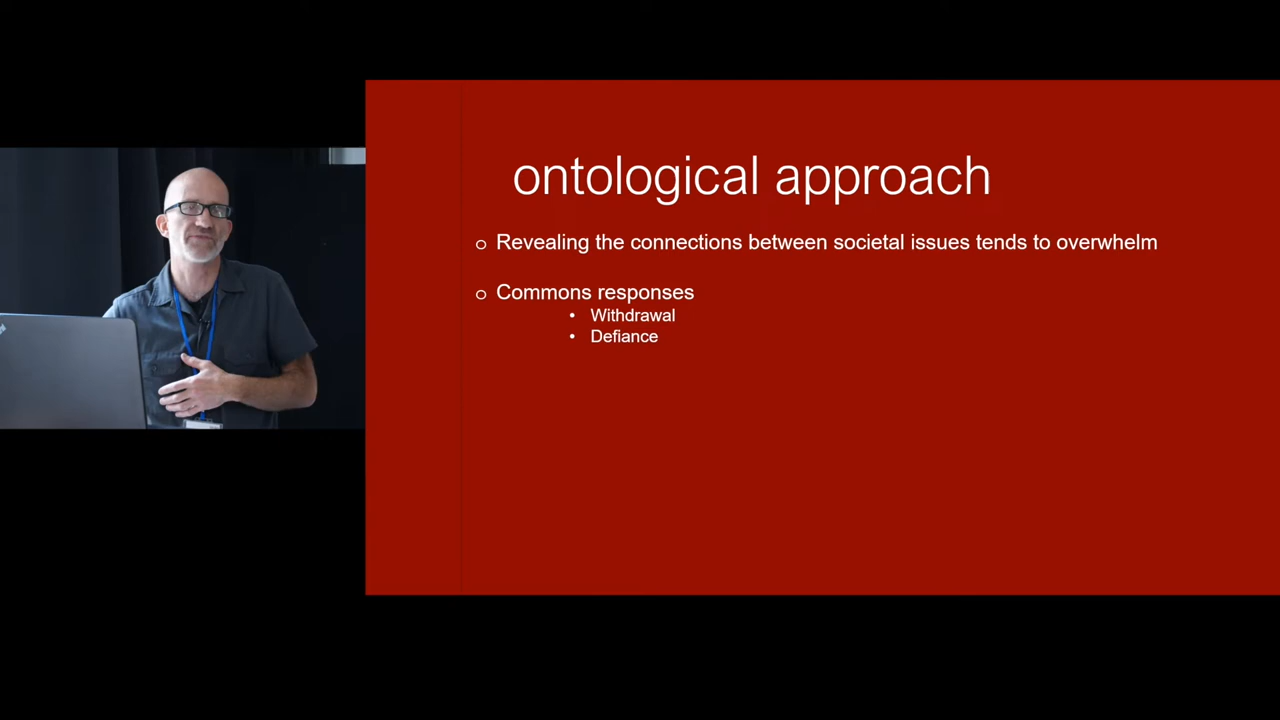 ontological approach
o Revealing the connections between societal issues tends to overwhelm
o Commons responses
• Withdrawal
• Defiance